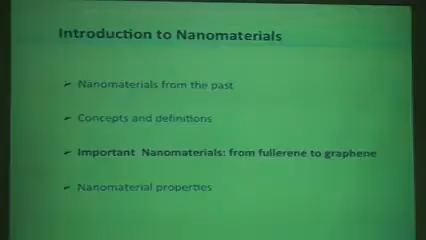 Introduction to Nanomaterials
➢ Nanomaterials from the past
➢ Concepts and definitions
➢ Important Nanomaterials: from fullerene to graphene
➢ Nanomaterial properties